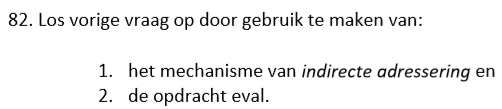 82. Los vorige vraag op door gebruik te maken van:
1. het mechanisme van indirecte adressering en
2. de opdracht eval.